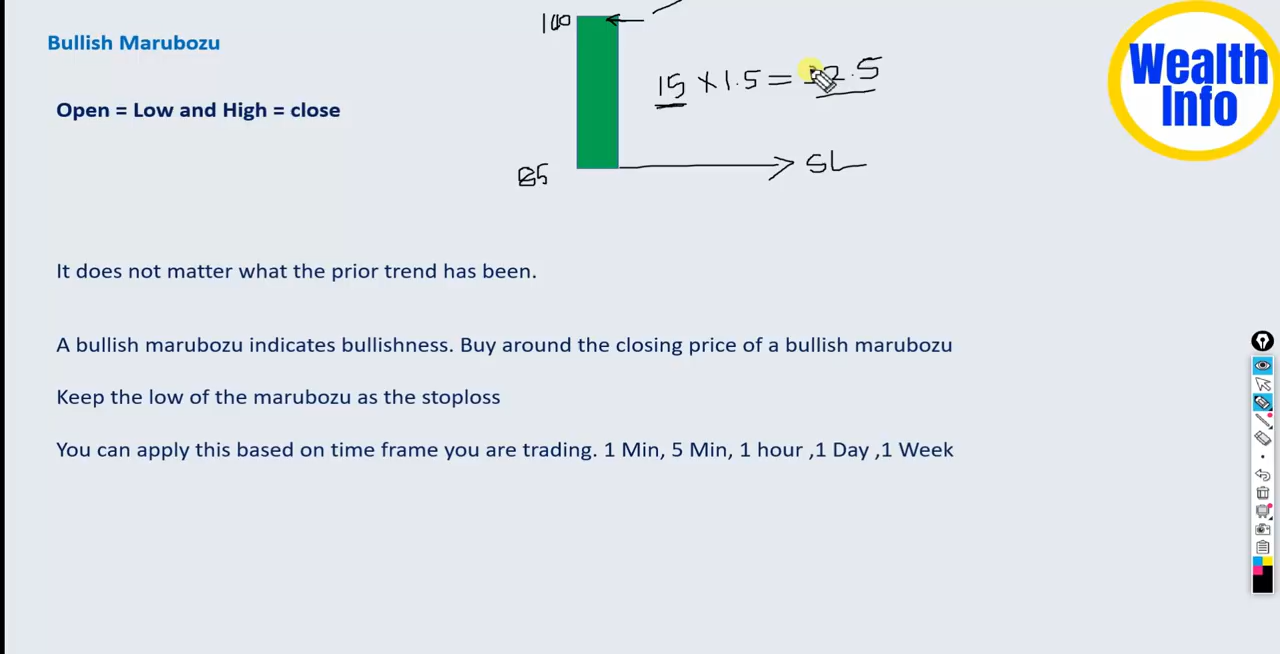 100
Bullish Marubozu
Wealth
Info
15 × 1.5 = 22.5
Open = Low and High = close
SL
85
It does not matter what the prior trend has been.
A bullish marubozu indicates bullishness. Buy around the closing price of a bullish marubozu
Keep the low of the marubozu as the stoploss
You can apply this based on time frame you are trading. 1 Min, 5 Min, 1 hour ,1 Day ,1 Week